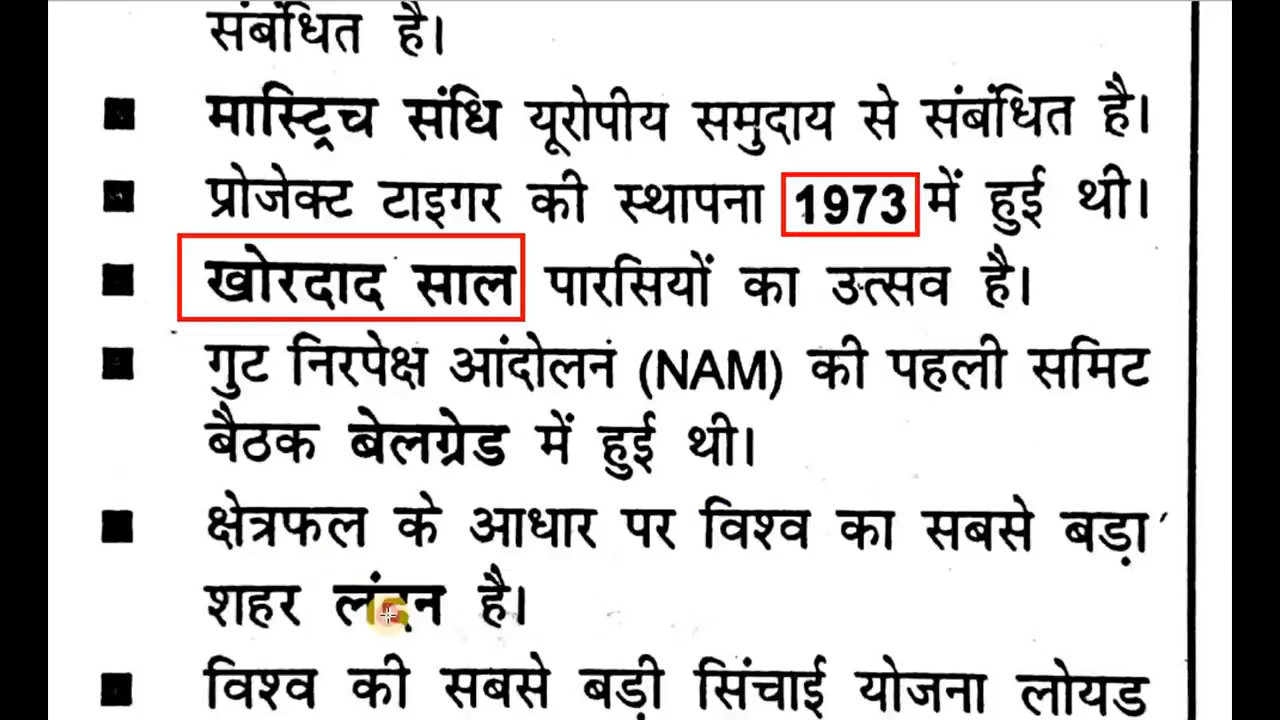 संबंधित है।
■ मास्ट्रिच संधि यूरोपीय समुदाय से संबंधित है।
■ प्रोजेक्ट टाइगर की स्थापना 1973 में हुई थी।
■ खोरदाद साल पारसियों का उत्सव है।
■ गुट निरपेक्ष आंदोलनं (NAM) की पहली समिट
बैठक बेलग्रेड में हुई थी।
■ क्षेत्रफल के आधार पर विश्व का सबसे बड़ा
शहर लंदन है।
■ विश्व की सबसे बड़ी सिंचाई योजना लोयड